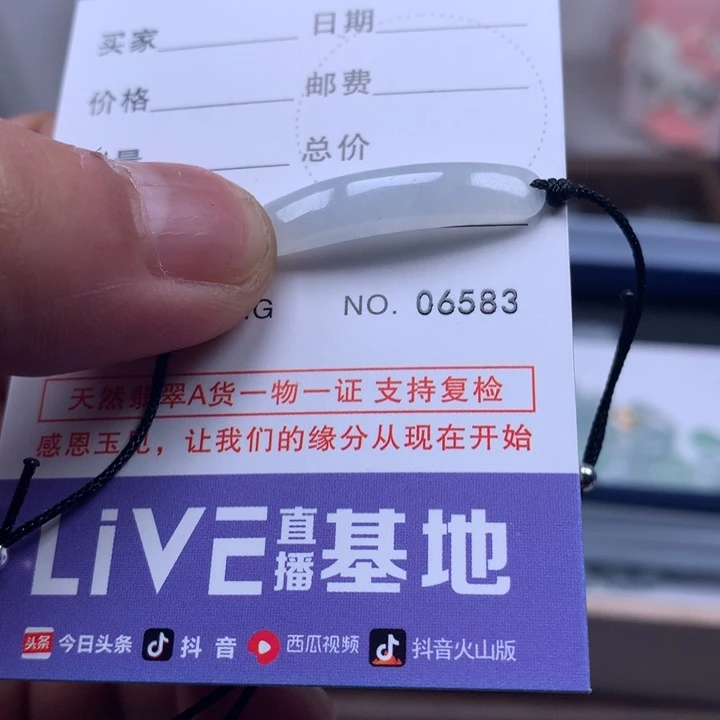 买家 日期
价格 邮费
总价
G NO. 06583
天然翡翠A货一物一证 支持复检
感恩玉见，让我们的缘分从现在开始
LiVE直播基地
头条 今日头条 抖音 西瓜视频 抖音火山版